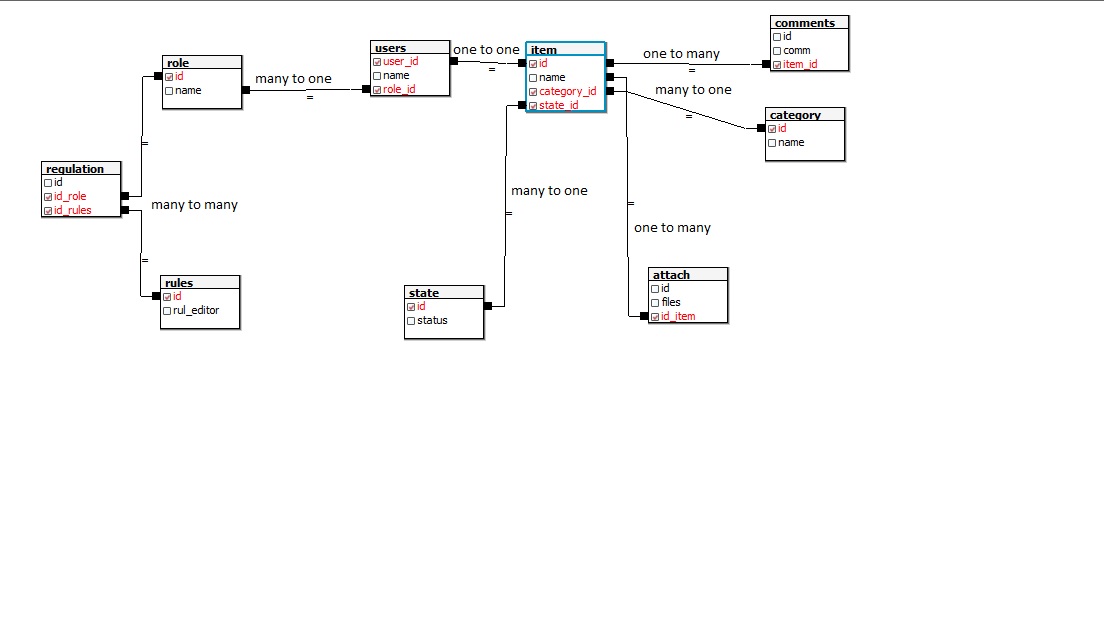 comments
id
comm
item_id
users
user_id
name
role_id
one to one
=
item
id
name
category_id
state_id
one to many
=
role
id
name
many to one
=
many to one
=
category
id
name
=
regulation
id
id_role
id_rules
many to many
=
many to one
=
=
one to many
rules
id
rul_editor
state
id
status
attach
id
files
id_item